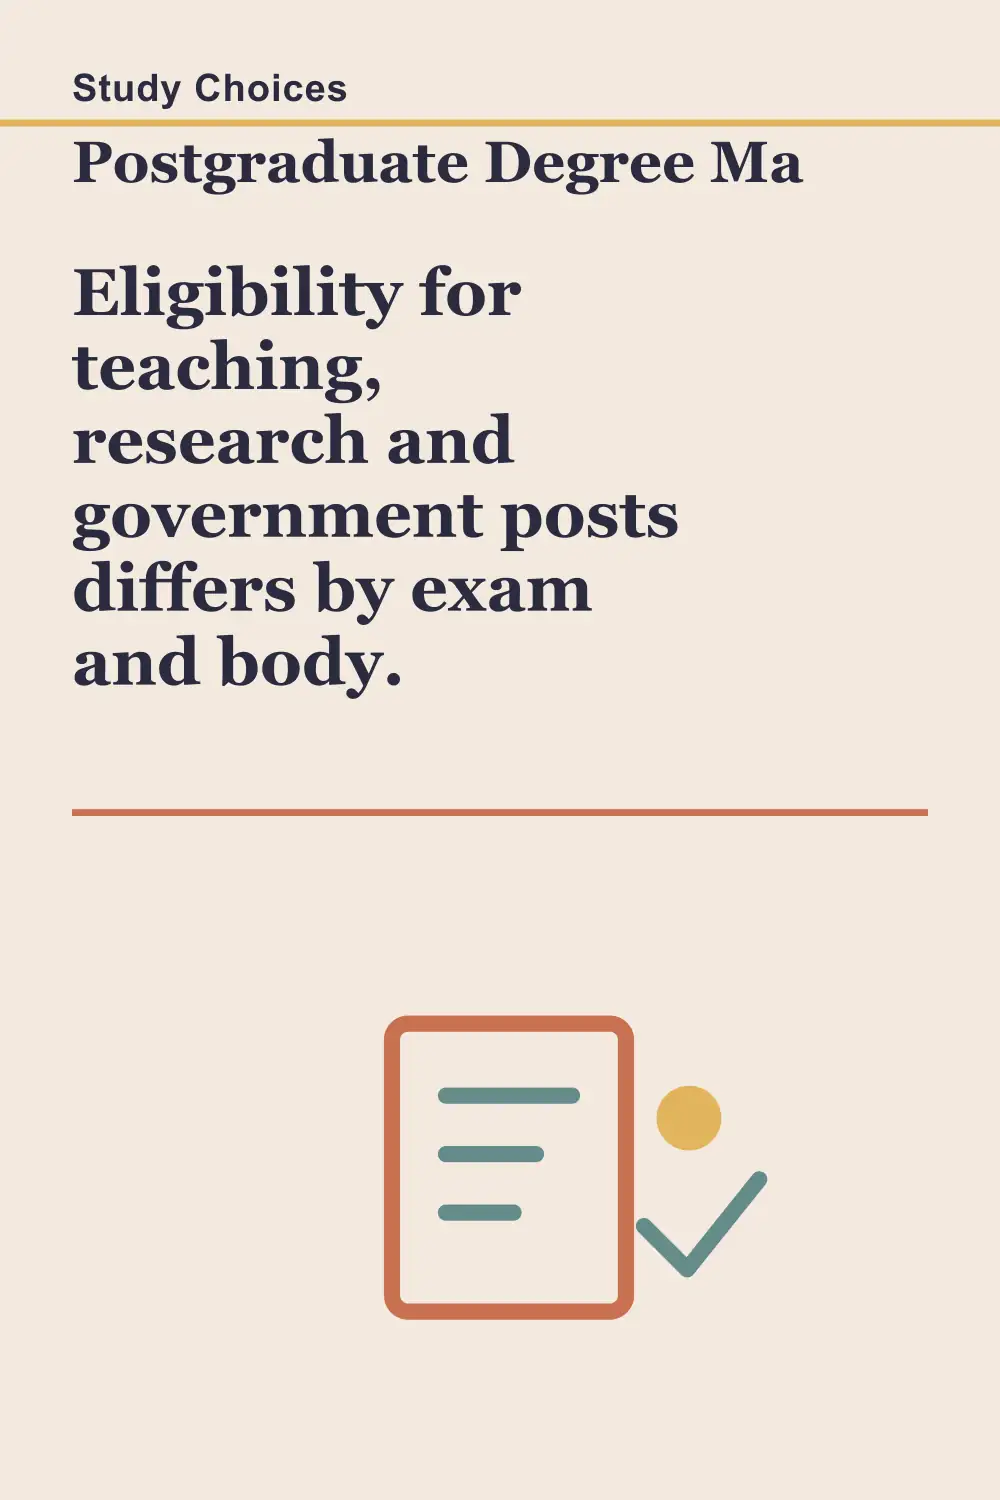 Study Choices
Postgraduate Degree Ma
Eligibility for
teaching,
research and
government posts
differs by exam
and body.